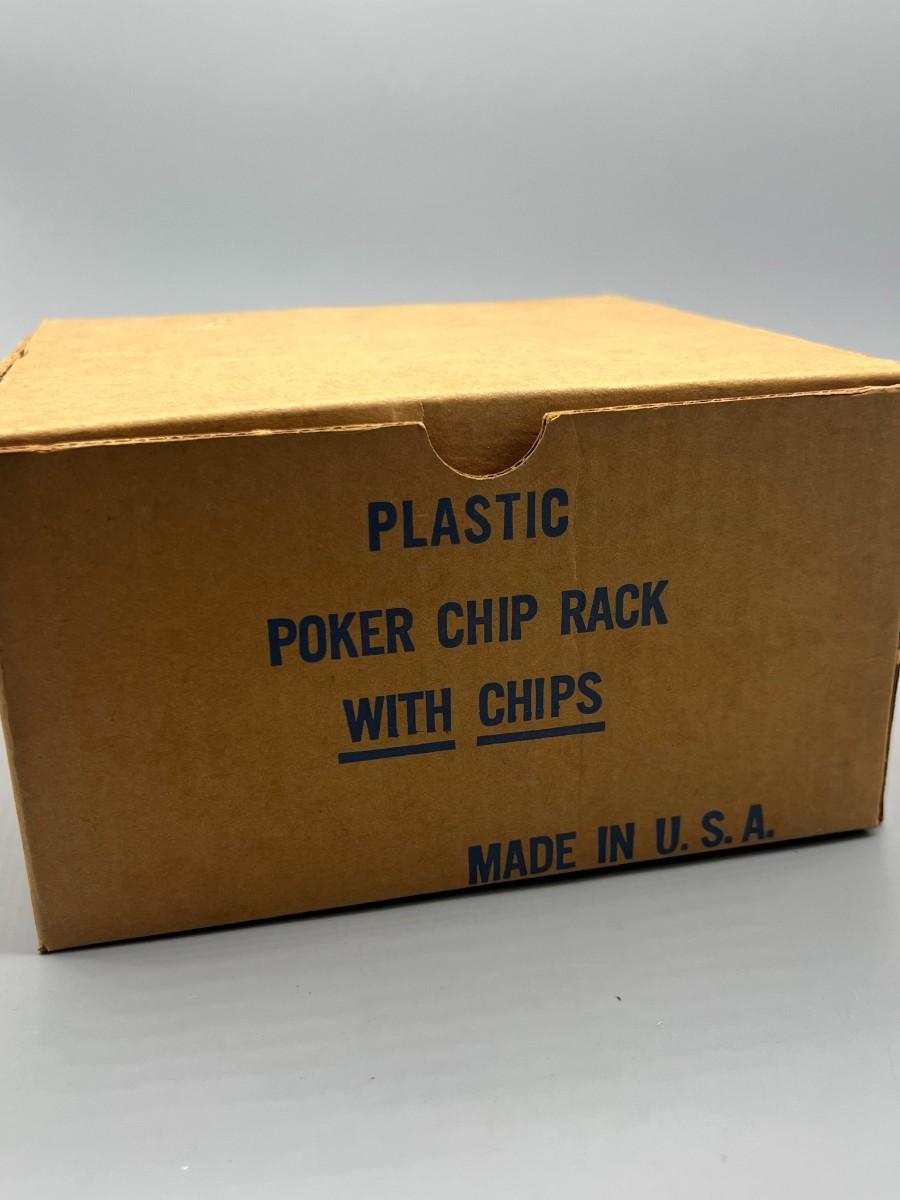 PLASTIC
POKER CHIP RACK
WITH CHIPS
MADE IN U. S. A.